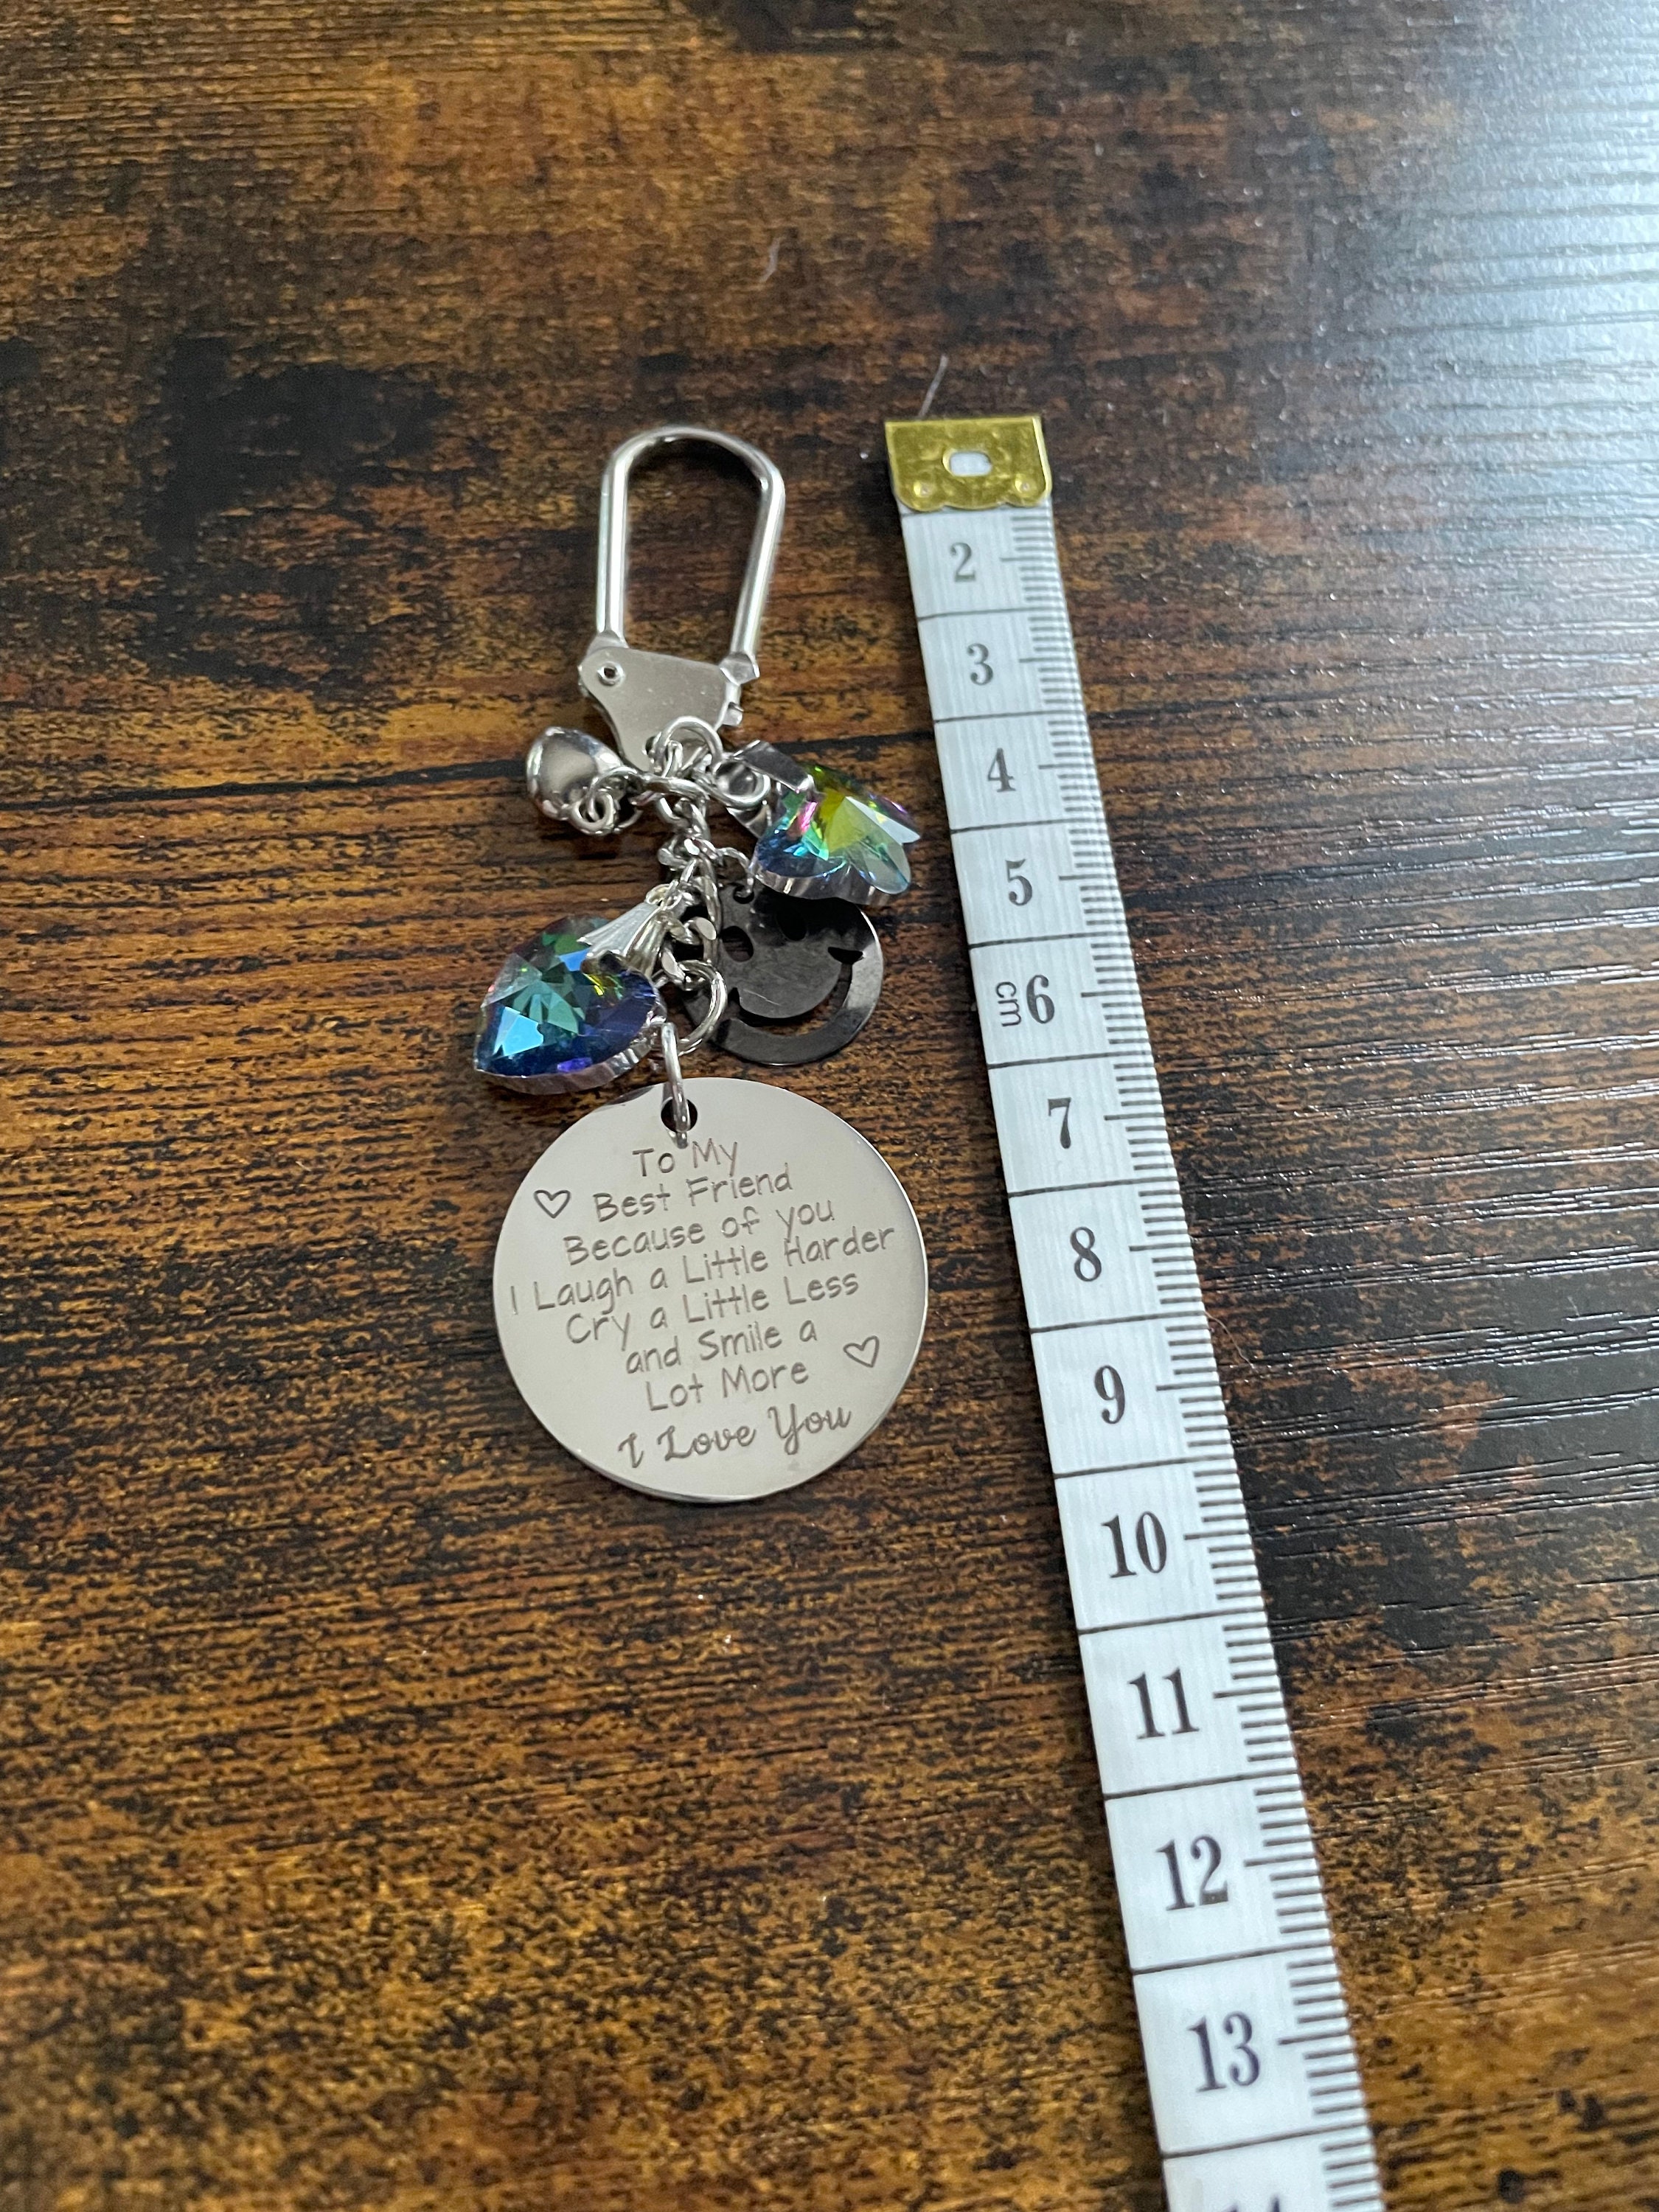 To My
Best Friend
Because of you
I Laugh a Little Harder
Cry a Little Less
and Smile a
Lot More
I Love You
2
3
4
5
cm 6
7
8
9
10
11
12
13